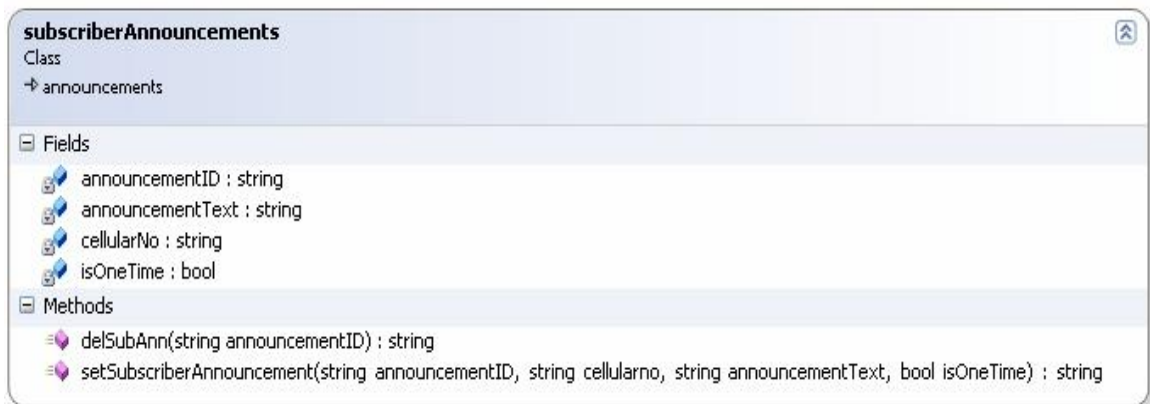 subscriberAnnouncements
Class
announcements
Fields
announcementID : string
announcementText : string
cellularNo : string
isOneTime : bool
Methods
delSubAnn(string announcementID) : string
setSubscriberAnnouncement(string announcementID, string cellularno, string announcementText, bool isOneTime) : string